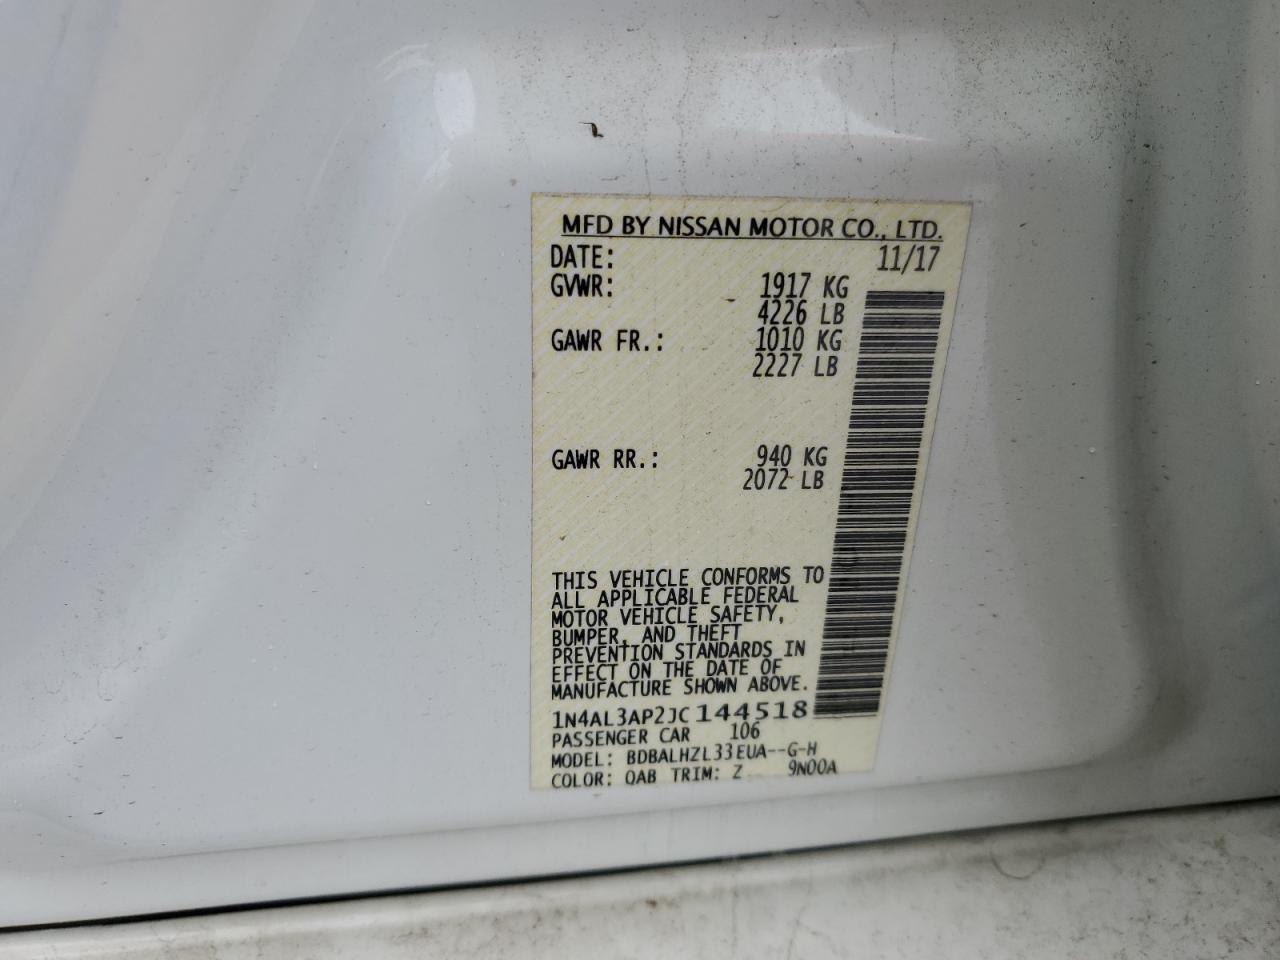 MFD BY NISSAN MOTOR CO., LTD.
DATE: 11/17
GVWR: 1917 KG
4226 LB
GAWR FR.: 1010 KG
2227 LB
GAWR RR.: 940 KG
2072 LB
THIS VEHICLE CONFORMS TO
ALL APPLICABLE FEDERAL
MOTOR VEHICLE SAFETY,
BUMPER, AND THEFT
PREVENTION STANDARDS IN
EFFECT ON THE DATE OF
MANUFACTURE SHOWN ABOVE.
1N4AL3AP2JC144518
PASSENGER CAR 106
MODEL: BDBALHZL33EUA--G-H
COLOR: QAB TRIM: Z 9N00A